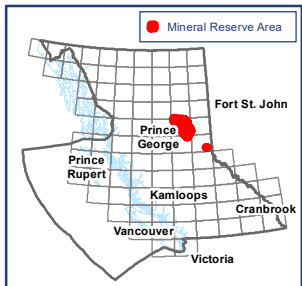 Mineral Reserve Area
Fort St. John
Prince
George
Prince
Rupert
Kamloops
Cranbrook
Vancouver
Victoria